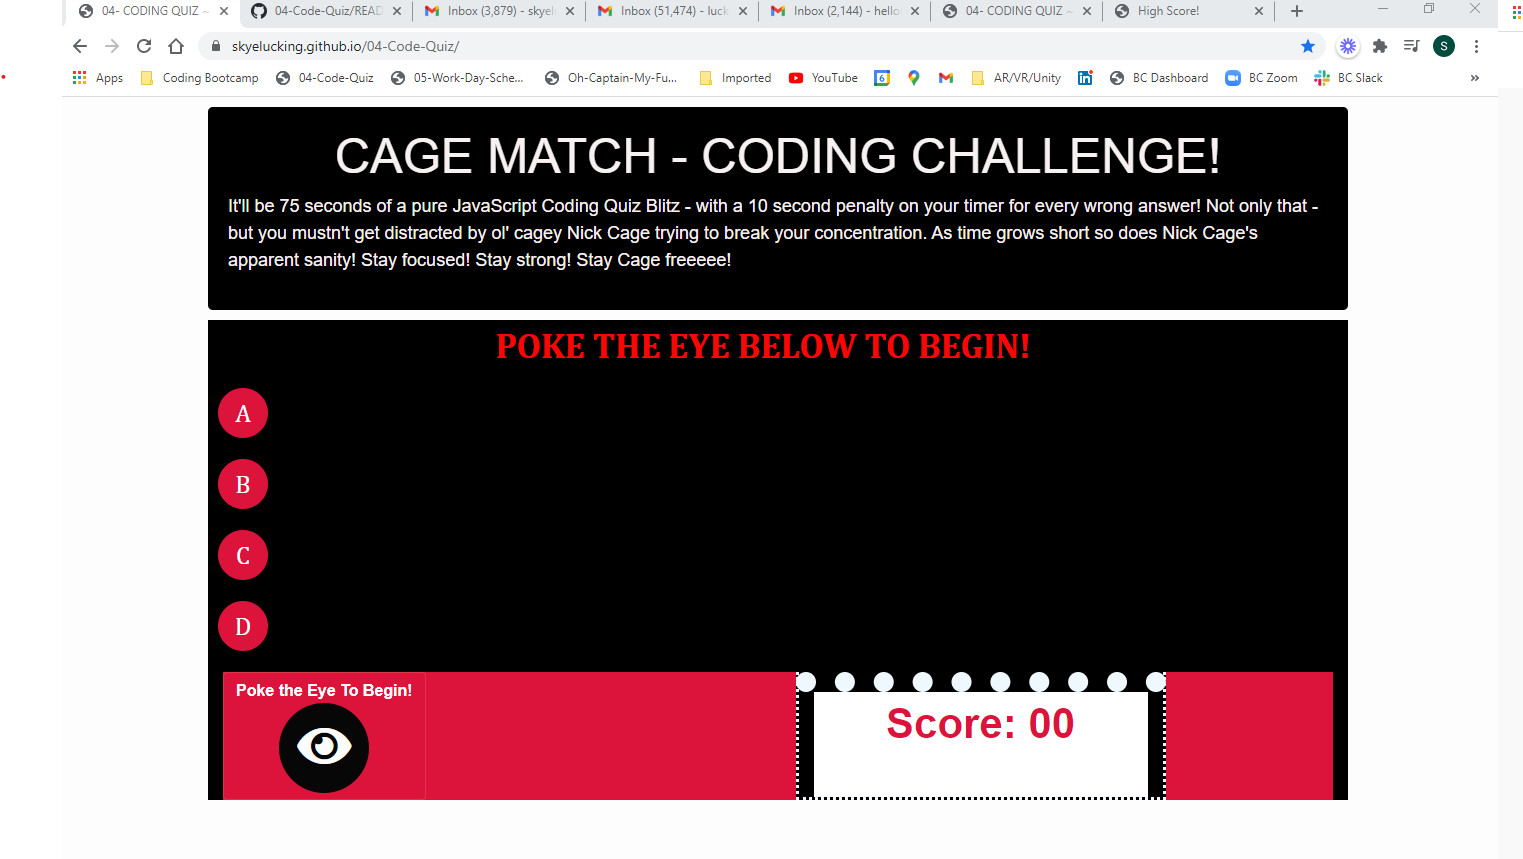 04- CODING QUIZ ~
04-Code-Quiz/READ
Inbox (3,879) - skyel
Inbox (51,474) - luck
Inbox (2,144) - hello
04- CODING QUIZ ~
High Score!
skyelucking.github.io/04-Code-Quiz/
S
Apps
Coding Bootcamp
04-Code-Quiz
05-Work-Day-Sche...
Oh-Captain-My-Fu...
Imported
YouTube
6
AR/VR/Unity
in
BC Dashboard
BC Zoom
BC Slack
»
CAGE MATCH - CODING CHALLENGE!
It'll be 75 seconds of a pure JavaScript Coding Quiz Blitz - with a 10 second penalty on your timer for every wrong answer! Not only that -
but you mustn't get distracted by ol' cagey Nick Cage trying to break your concentration. As time grows short so does Nick Cage's
apparent sanity! Stay focused! Stay strong! Stay Cage freeeee!
POKE THE EYE BELOW TO BEGIN!
A
B
C
D
Poke the Eye To Begin!
Score: 00